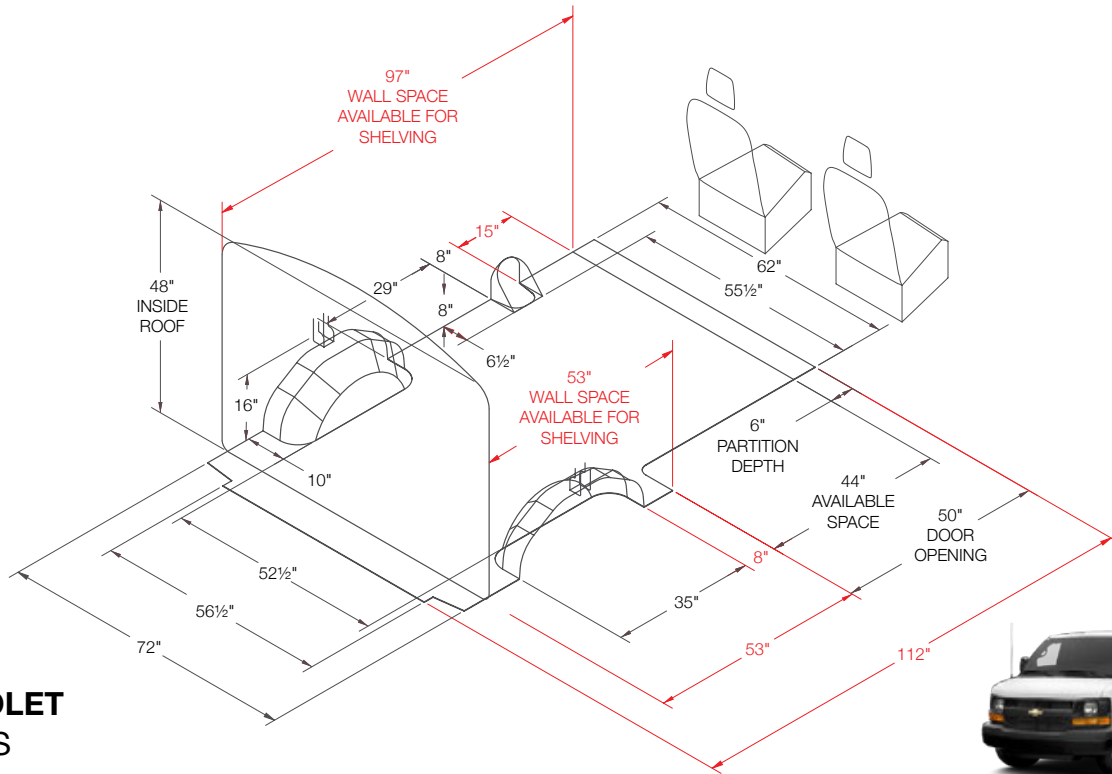 97"
WALL SPACE
AVAILABLE FOR
SHELVING
15"
8"
62"
29"
55½"
48"
INSIDE
ROOF
8"
6½"
53"
WALL SPACE
AVAILABLE FOR
SHELVING
16"
6"
PARTITION
DEPTH
10"
44"
AVAILABLE
SPACE
50"
DOOR
OPENING
8"
52½"
35"
56½"
72"
53"
112"
OLET
S